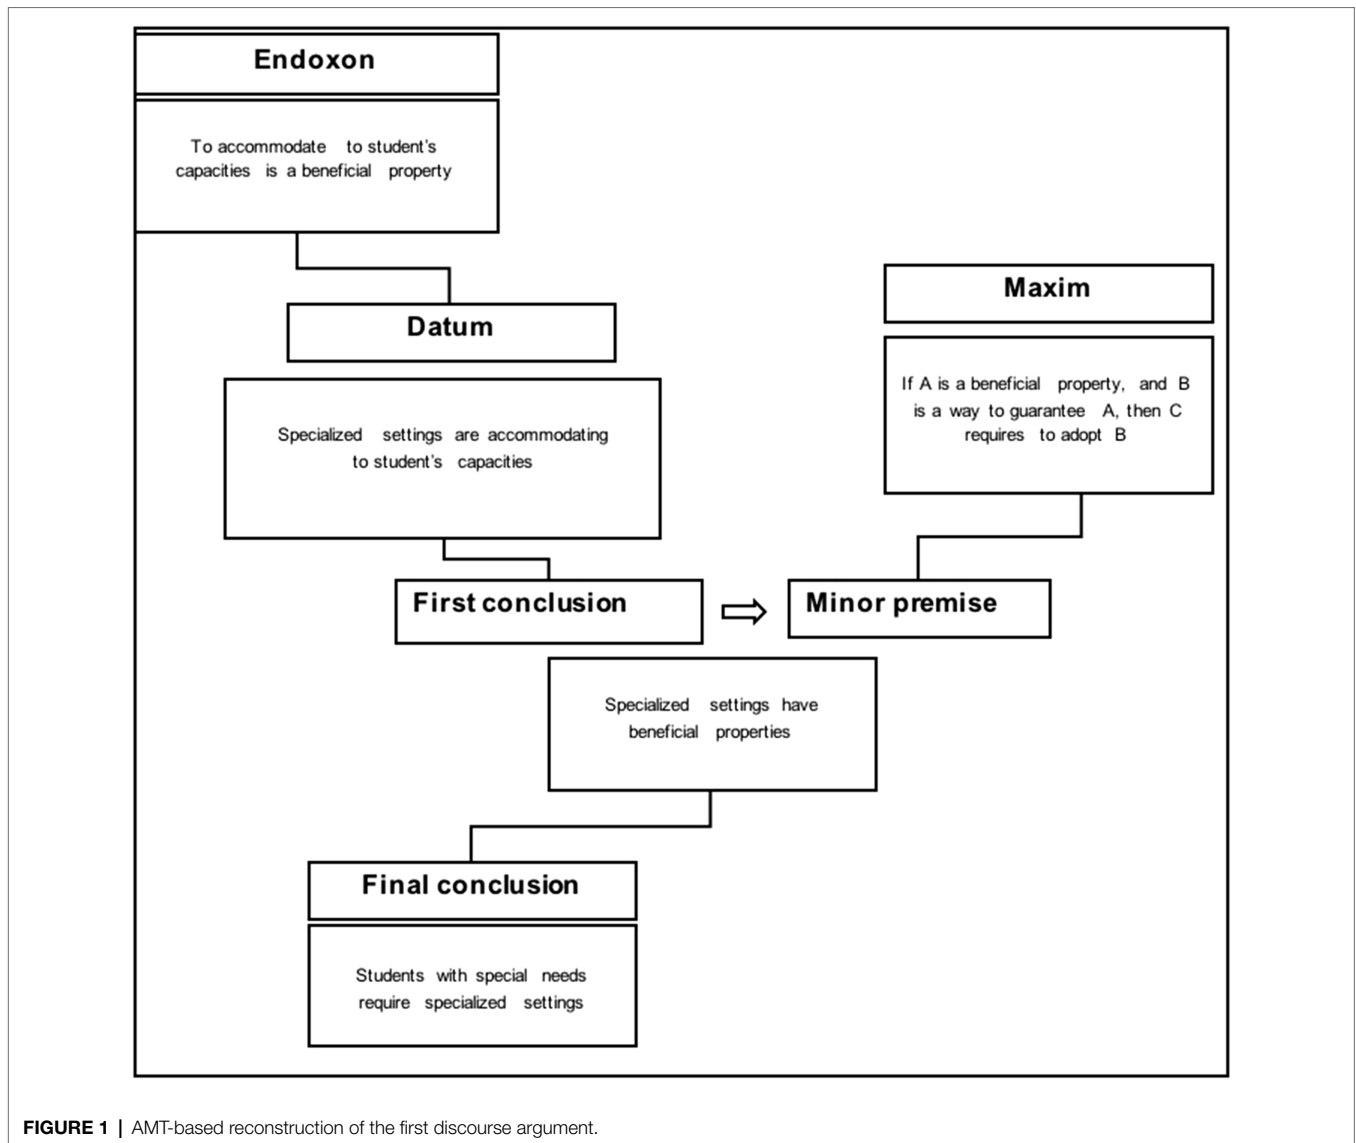 Endoxon
To accommodate to student's
capacities is a beneficial property
Datum
Specialized settings are accommodating
to student's capacities
Maxim
If A is a beneficial property, and B
is a way to guarantee A, then C
requires to adopt B
First conclusion
Minor premise
Specialized settings have
beneficial properties
Final conclusion
Students with special needs
require specialized settings
FIGURE 1 | AMT-based reconstruction of the first discourse argument.